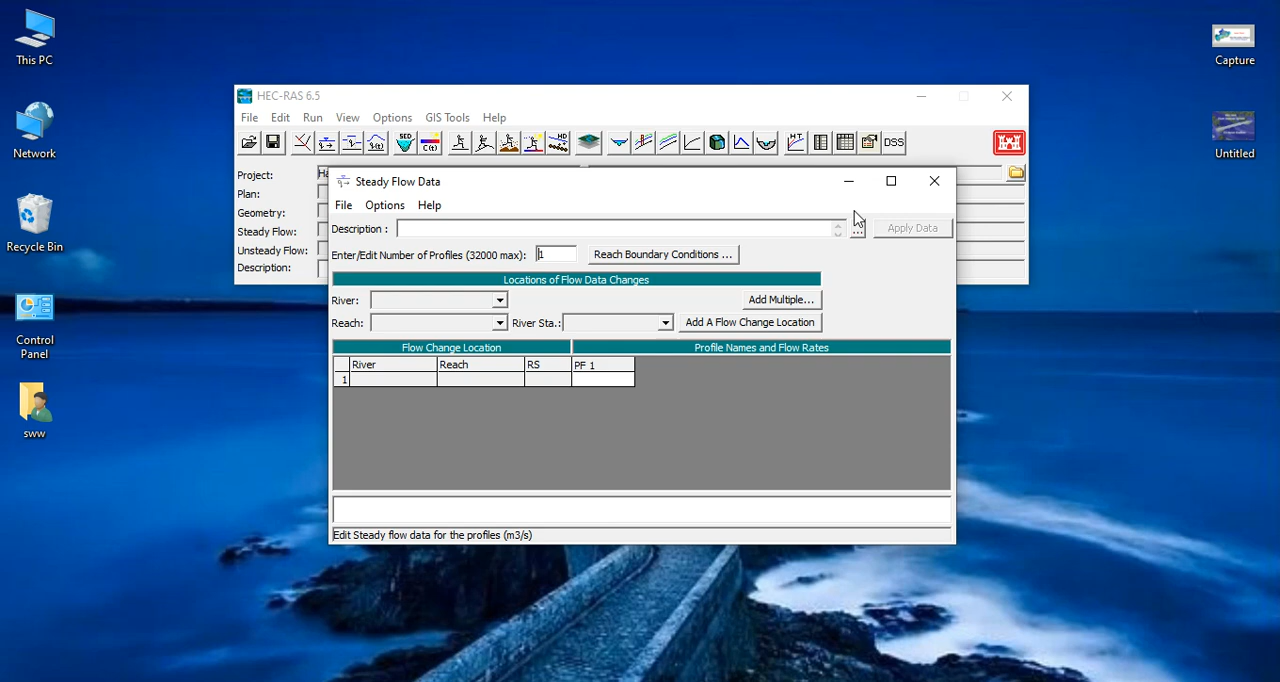 This PC
Network
Recycle Bin
Control
Panel
sww
Capture
Untitled
HEC-RAS 6.5
File Edit Run View Options GIS Tools Help
SED
C(t)
HD
HT
DSS
Project: Ha
Plan:
Geometry:
Steady Flow:
Unsteady Flow:
Description:
Steady Flow Data
File Options Help
Description : ... Apply Data
Enter/Edit Number of Profiles (32000 max): 1 Reach Boundary Conditions ...
Locations of Flow Data Changes
River: Add Multiple...
Reach: River Sta.: Add A Flow Change Location
Flow Change Location Profile Names and Flow Rates
River Reach RS PF 1
1
Edit Steady flow data for the profiles (m3/s)